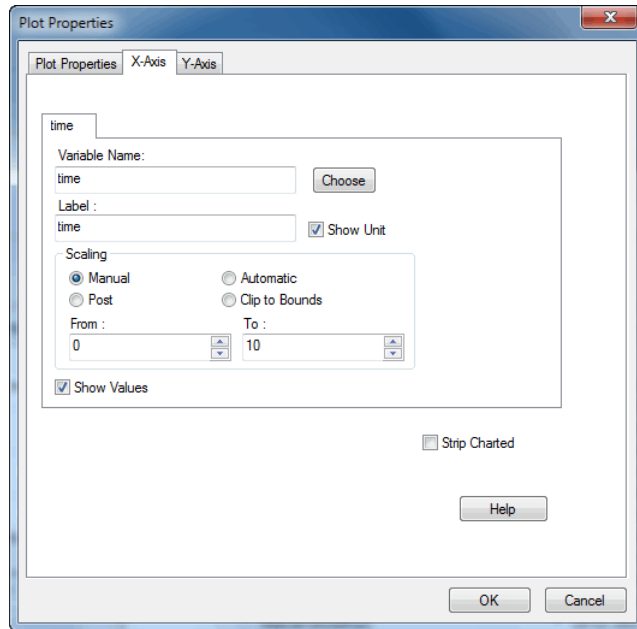 Plot Properties
Plot Properties X-Axis Y-Axis
time
Variable Name:
time Choose
Label :
time Show Unit
Scaling
Manual Automatic
Post Clip to Bounds
From : To :
0 10
Show Values
Strip Charted
Help
OK Cancel